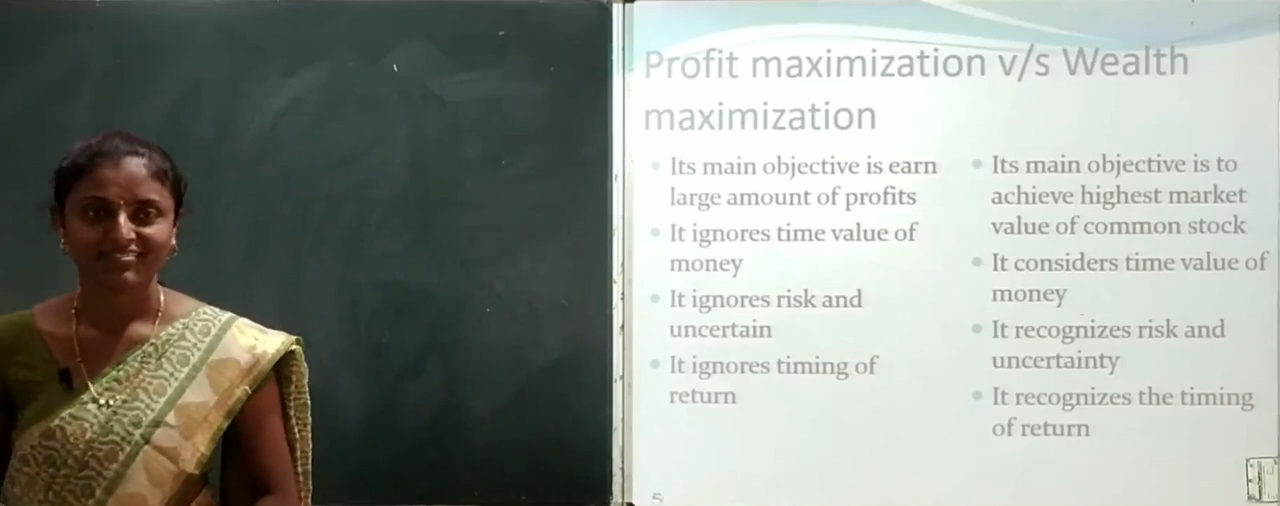 Profit maximization v/s Wealth
maximization
Its main objective is earn
large amount of profits
It ignores time value of
money
It ignores risk and
uncertain
It ignores timing of
return
Its main objective is to
achieve highest market
value of common stock
It considers time value of
money
It recognizes risk and
uncertainty
It recognizes the timing
of return
5